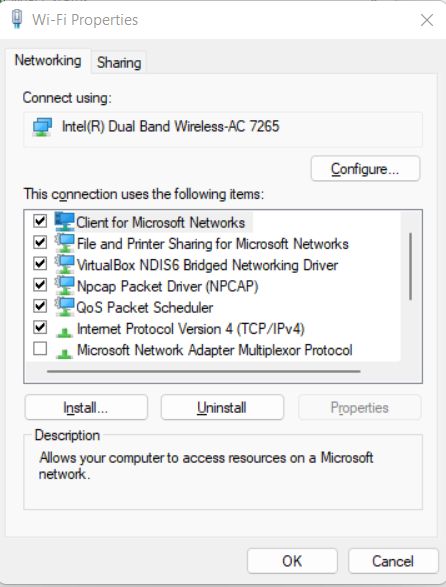 Wi-Fi Properties
Networking
Sharing
Connect using:
Intel(R) Dual Band Wireless-AC 7265
Configure...
This connection uses the following items:
Client for Microsoft Networks
File and Printer Sharing for Microsoft Networks
VirtualBox NDIS6 Bridged Networking Driver
Npcap Packet Driver (NPCAP)
QoS Packet Scheduler
Internet Protocol Version 4 (TCP/IPv4)
Microsoft Network Adapter Multiplexor Protocol
Install...
Uninstall
Properties
Description
Allows your computer to access resources on a Microsoft
network.
OK
Cancel